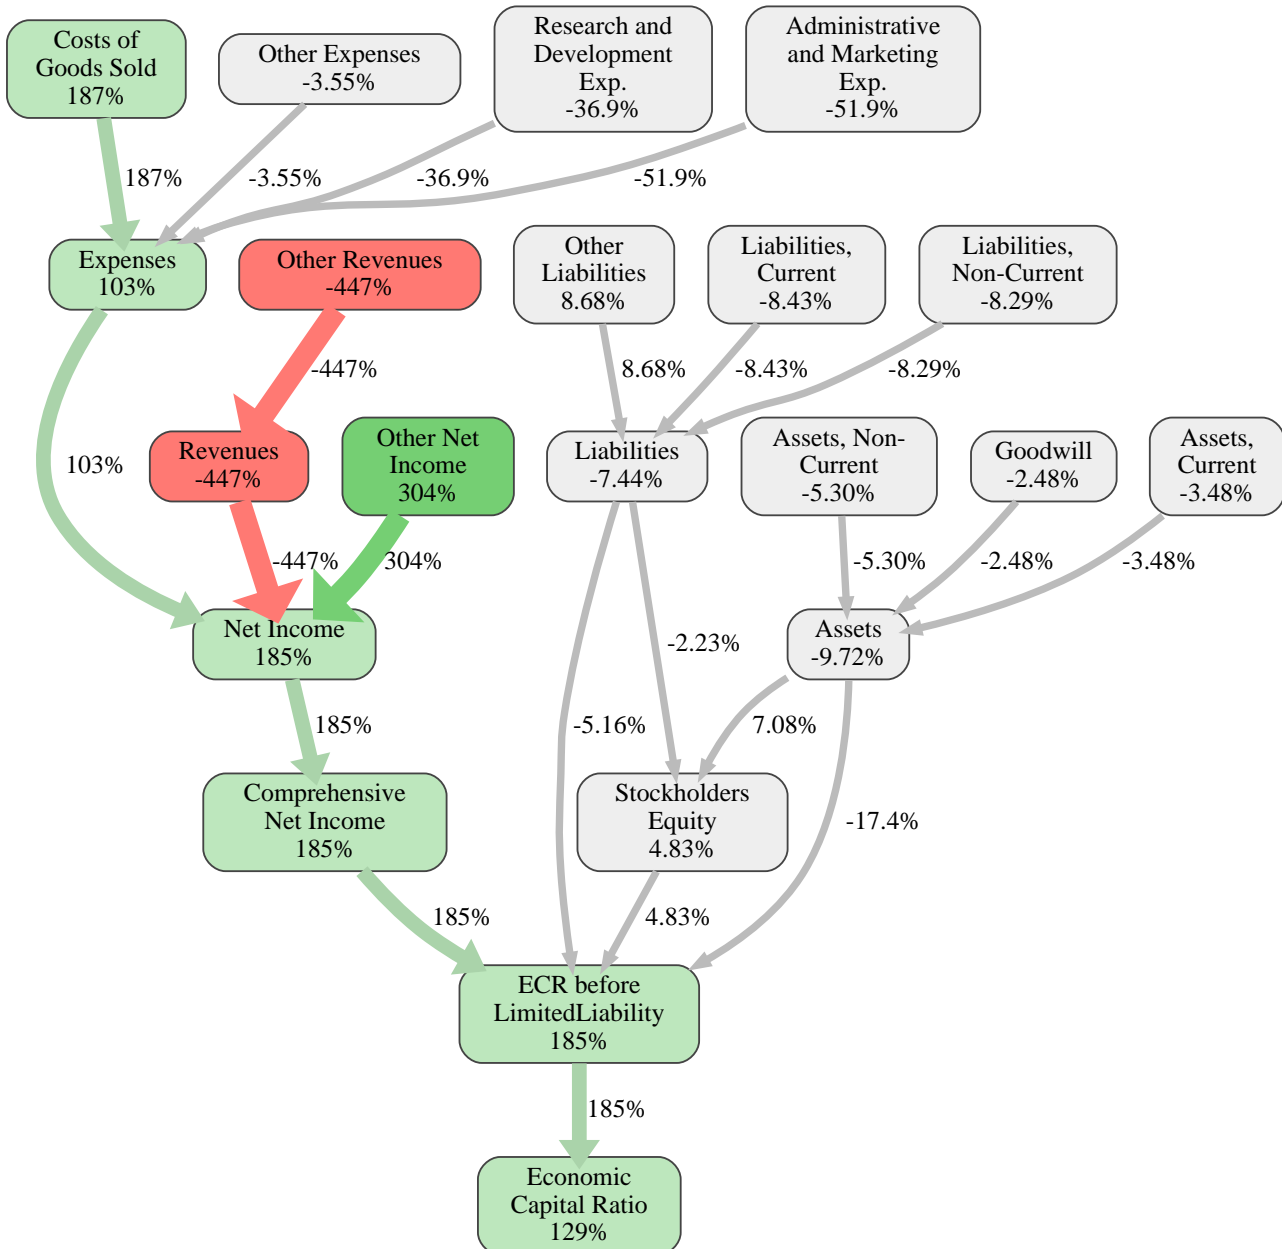 Costs of
Goods Sold
187%
Other Expenses
-3.55%
Research and
Development
Exp.
-36.9%
Administrative
and Marketing
Exp.
-51.9%
187%
-3.55%
-36.9%
-51.9%
Expenses
103%
Other Revenues
-447%
Other
Liabilities
8.68%
Liabilities,
Current
-8.43%
Liabilities,
Non-Current
-8.29%
-447%
8.68%
-8.43%
-8.29%
103%
Revenues
-447%
Other Net
Income
304%
Liabilities
-7.44%
Assets, Non-
Current
-5.30%
Goodwill
-2.48%
Assets,
Current
-3.48%
-447%
304%
-5.30%
-2.48%
-3.48%
Net Income
185%
-2.23%
Assets
-9.72%
185%
-5.16%
7.08%
Comprehensive
Net Income
185%
Stockholders
Equity
4.83%
-17.4%
185%
4.83%
ECR before
LimitedLiability
185%
185%
Economic
Capital Ratio
129%